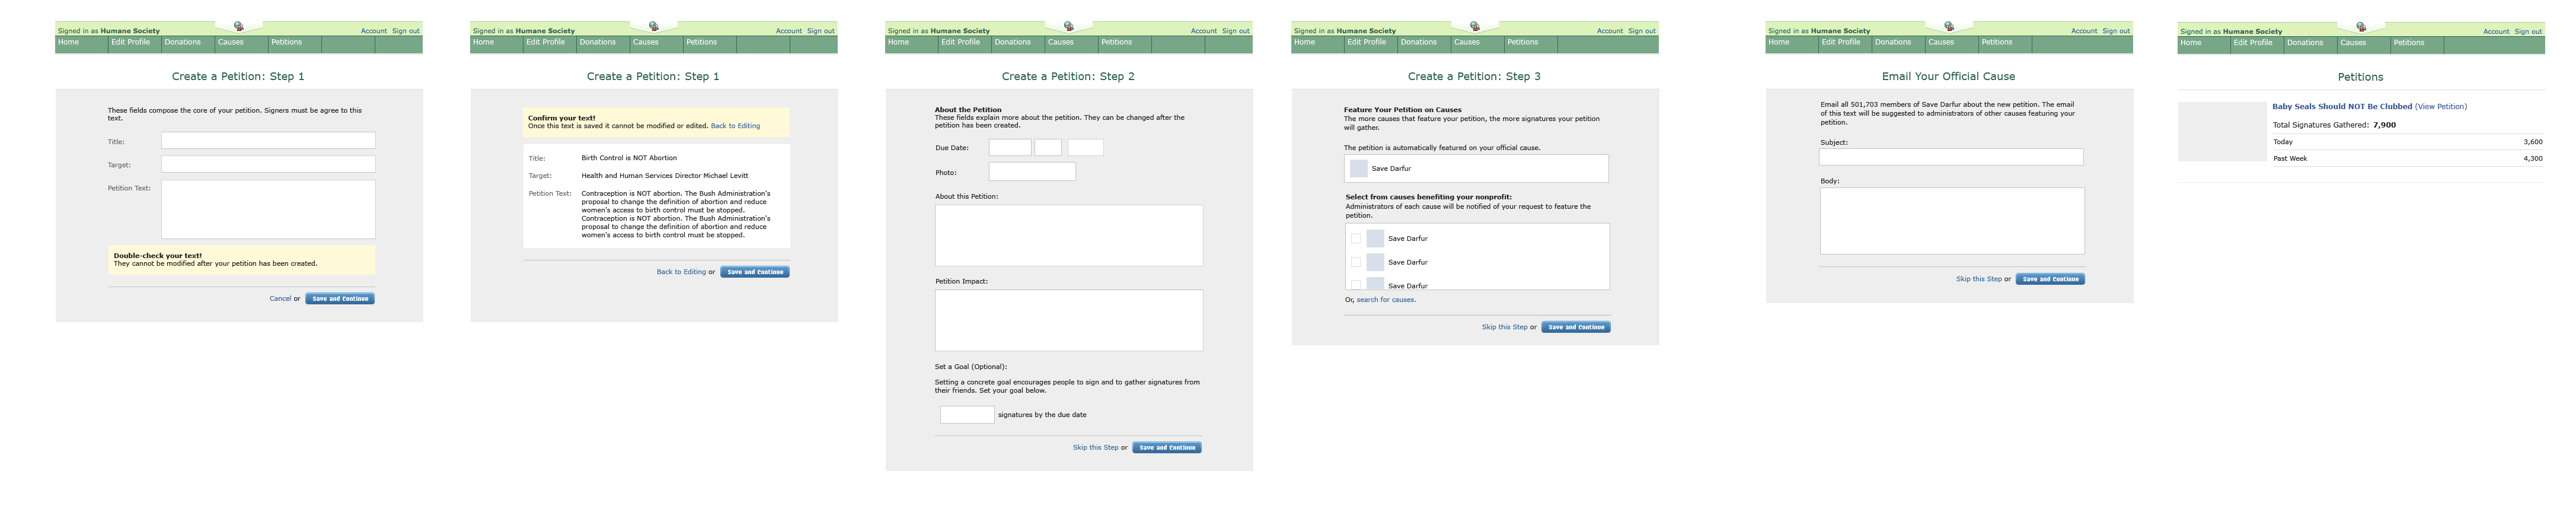 Signed in as Humane Society
Account Sign out
Home Edit Profile Donations Causes Petitions
Create a Petition: Step 1
These fields compose the core of your petition. Signers must be agree to this
text.
Title:
Target:
Petition Text:
Double-check your text!
They cannot be modified after your petition has been created.
Cancel or Save and Continue
Signed in as Humane Society
Account Sign out
Home Edit Profile Donations Causes Petitions
Create a Petition: Step 1
Confirm your text!
Once this text is saved it cannot be modified or edited. Back to Editing
Title: Birth Control is NOT Abortion
Target: Health and Human Services Director Michael Levitt
Petition Text: Contraception is NOT abortion. The Bush Administration's
proposal to change the definition of abortion and reduce
women's access to birth control must be stopped.
Contraception is NOT abortion. The Bush Administration's
proposal to change the definition of abortion and reduce
women's access to birth control must be stopped.
Back to Editing or Save and Continue
Signed in as Humane Society
Account Sign out
Home Edit Profile Donations Causes Petitions
Create a Petition: Step 2
About the Petition
These fields explain more about the petition. They can be changed after the
petition has been created.
Due Date:
Photo:
About this Petition:
Petition Impact:
Set a Goal (Optional):
Setting a concrete goal encourages people to sign and to gather signatures from
their friends. Set your goal below.
signatures by the due date
Skip this Step or Save and Continue
Signed in as Humane Society
Account Sign out
Home Edit Profile Donations Causes Petitions
Create a Petition: Step 3
Feature Your Petition on Causes
The more causes that feature your petition, the more signatures your petition
will gather.
The petition is automatically featured on your official cause.
Save Darfur
Select from causes benefiting your nonprofit:
Administrators of each cause will be notified of your request to feature the
petition.
Save Darfur
Save Darfur
Save Darfur
Or, search for causes.
Skip this Step or Save and Continue
Signed in as Humane Society
Account Sign out
Home Edit Profile Donations Causes Petitions
Email Your Official Cause
Email all 501,703 members of Save Darfur about the new petition. The email
of this text will be suggested to administrators of other causes featuring your
petition.
Subject:
Body:
Skip this Step or Save and Continue
Signed in as Humane Society
Account Sign out
Home Edit Profile Donations Causes Petitions
Petitions
Baby Seals Should NOT Be Clubbed (View Petition)
Total Signatures Gathered: 7,900
Today 3,600
Past Week 4,300